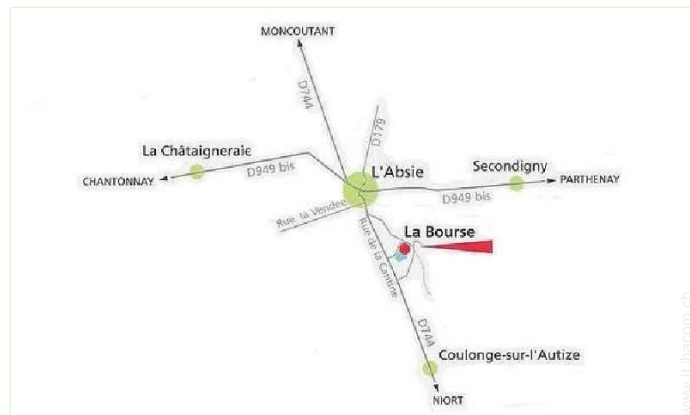 MONCOUTANT
D744
D179
La Châtaigneraie
L'Absie
Secondigny
D949 bis
CHANTONNAY
PARTHENAY
D949 bis
Rue la Vendée
La Bourse
Rue de la Cantine
D744
Coulonge-sur-l'Autize
NIORT